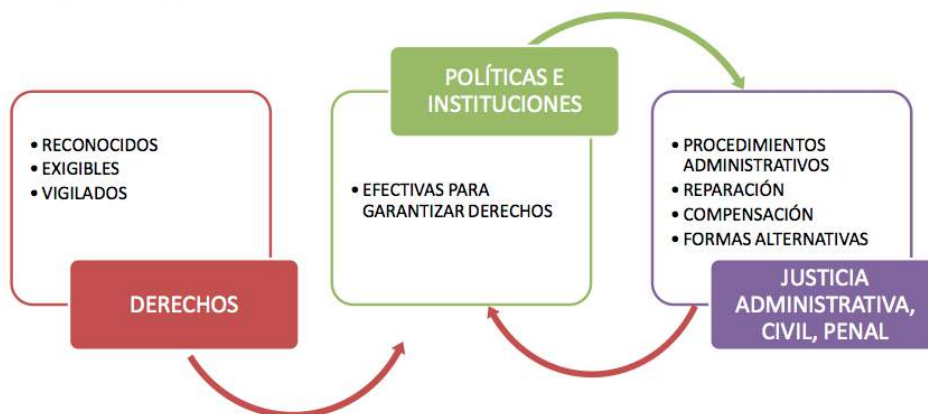 • RECONOCIDOS
• EXIGIBLES
• VIGILADOS
DERECHOS
POLÍTICAS E
INSTITUCIONES
• EFECTIVAS PARA
GARANTIZAR DERECHOS
• PROCEDIMIENTOS
ADMINISTRATIVOS
• REPARACIÓN
• COMPENSACIÓN
• FORMAS ALTERNATIVAS
JUSTICIA
ADMINISTRATIVA,
CIVIL, PENAL